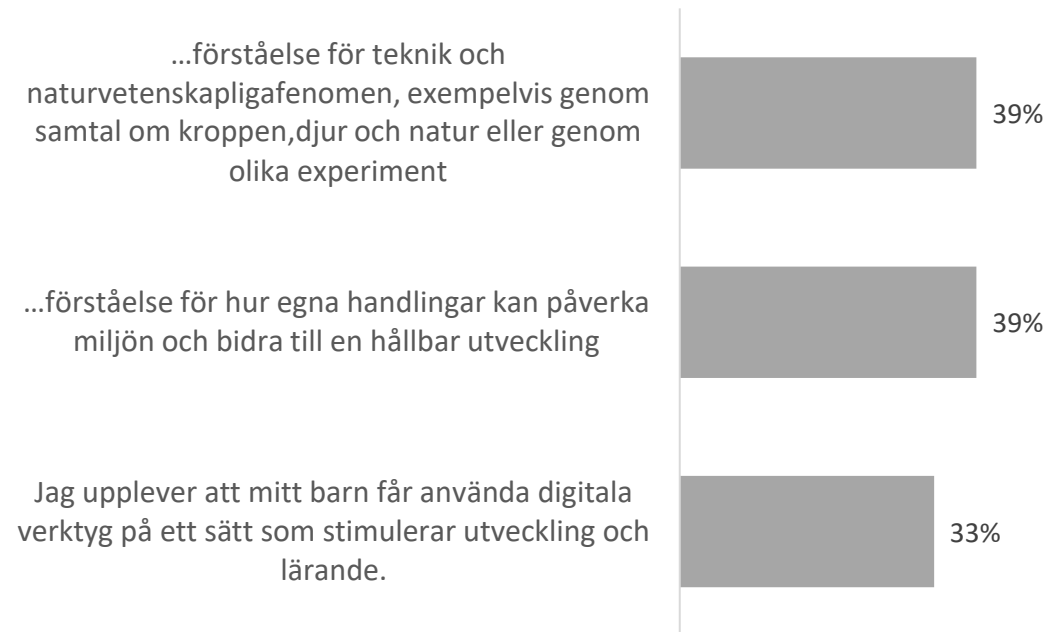 ...förståelse för teknik och
naturvetenskapligafenomen, exempelvis genom
samtal om kroppen,djur och natur eller genom
olika experiment
39%
...förståelse för hur egna handlingar kan påverka
miljön och bidra till en hållbar utveckling
39%
Jag upplever att mitt barn får använda digitala
verktyg på ett sätt som stimulerar utveckling och
lärande.
33%